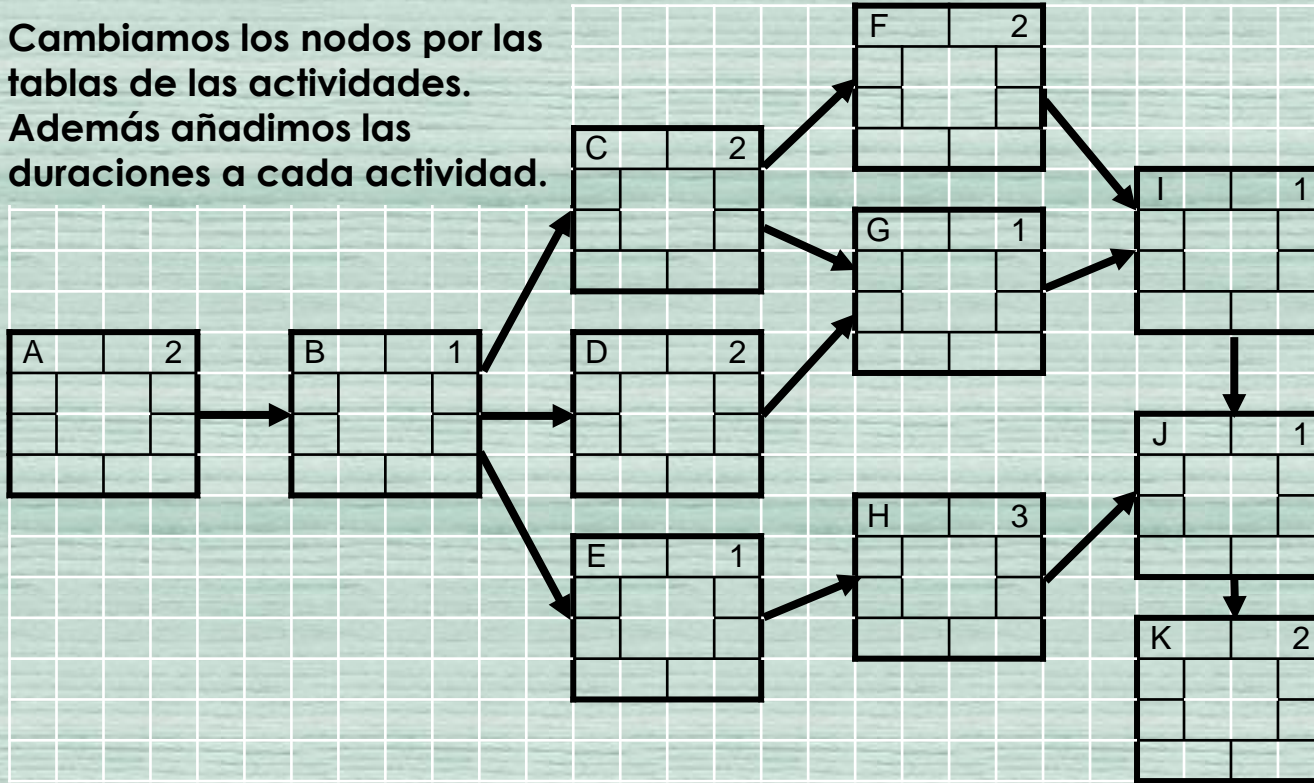 Cambiamos los nodos por las
tablas de las actividades.
Además añadimos las
duraciones a cada actividad.
F 2
C 2
I 1
G 1
A 2
B 1
D 2
J 1
H 3
E 1
K 2